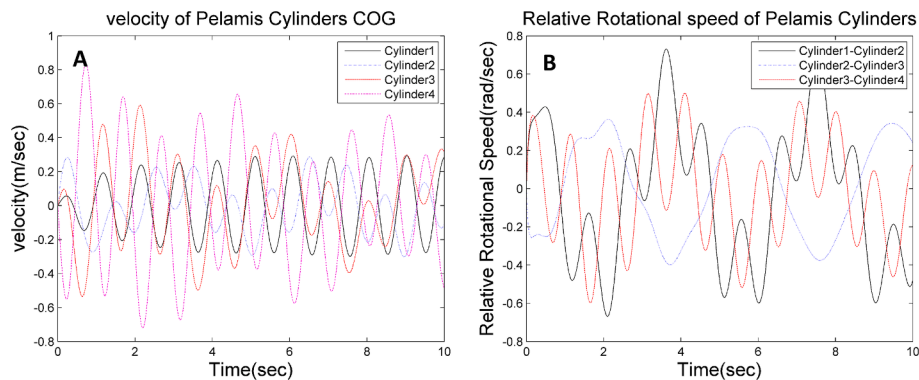 velocity of Pelamis Cylinders COG
A
Cylinder1
Cylinder2
Cylinder3
Cylinder4
velocity(m/sec)
1
0.8
0.6
0.4
0.2
0
-0.2
-0.4
-0.6
-0.8
0 2 4 6 8 10
Time(sec)
Relative Rotational speed of Pelamis Cylinders
B
Cylinder1-Cylinder2
Cylinder2-Cylinder3
Cylinder3-Cylinder4
Relative Rotational Speed(rad/sec)
0.8
0.6
0.4
0.2
0
-0.2
-0.4
-0.6
-0.8
0 2 4 6 8 10
Time(sec)